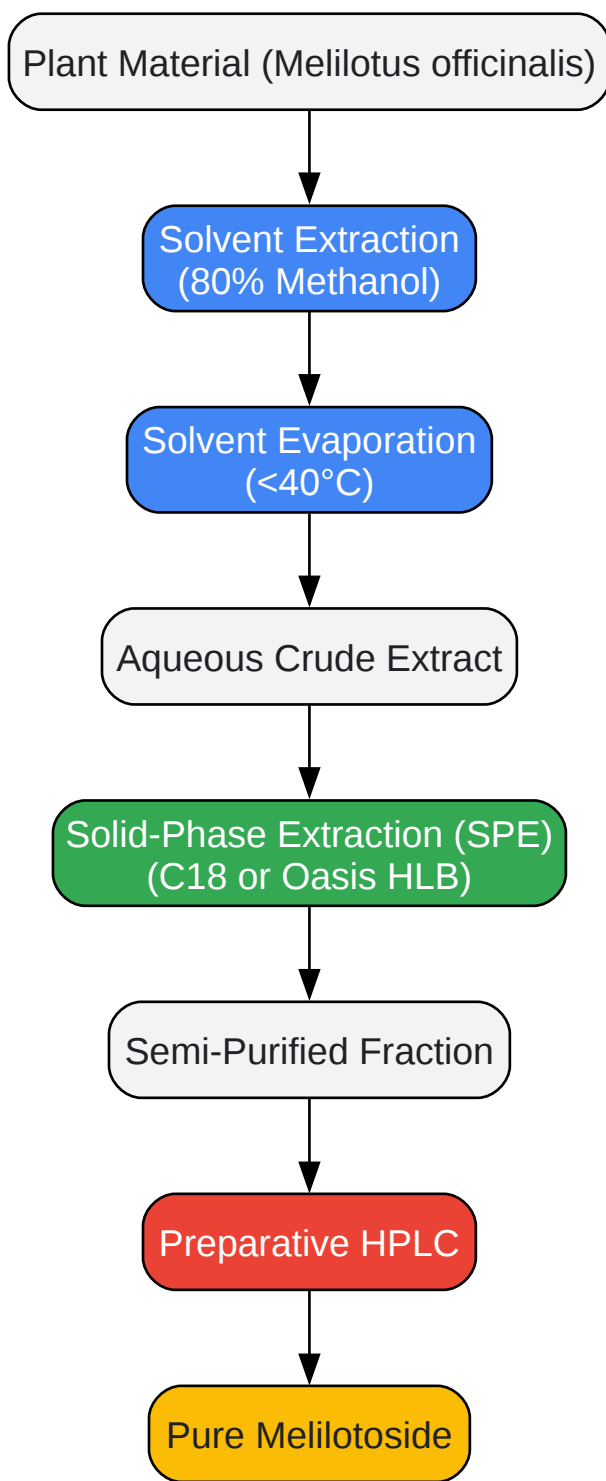 Plant Material (Melilotus officinalis)
Solvent Extraction
(80% Methanol)
Solvent Evaporation
(<40°C)
Aqueous Crude Extract
Solid-Phase Extraction (SPE)
(C18 or Oasis HLB)
Semi-Purified Fraction
Preparative HPLC
Pure Melilotoside